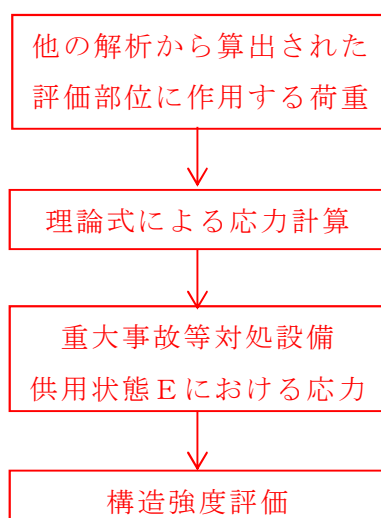 他の解析から算出された
評価部位に作用する荷重
理論式による応力計算
重大事故等対処設備
供用状態Ｅにおける応力
構造強度評価